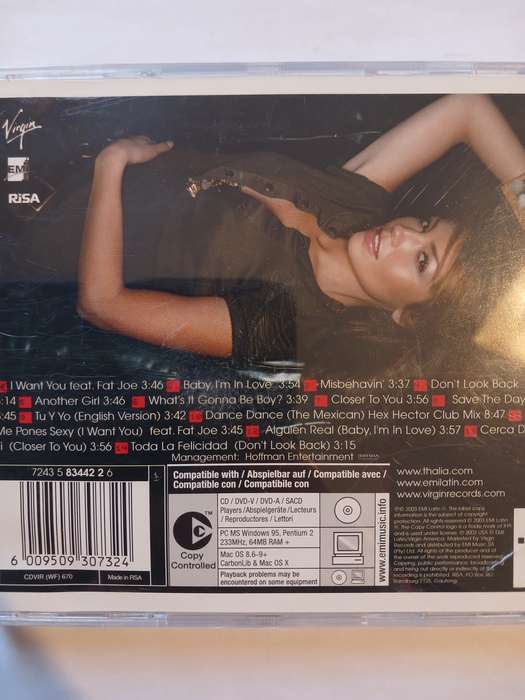 Virgin
EMI
RiSA
I Want You feat. Fat Joe 3:46 Baby, I'm In Love 3:54 Misbehavin' 3:37 Don't Look Back
:14 Another Girl 3:46 What's It Gonna Be Boy? 3:39 Closer To You 3:56 Save The Day
:45 Tu Y Yo (English Version) 3:42 Dance Dance (The Mexican) Hex Hector Club Mix 8:47
Me Pones Sexy (I Want You) feat. Fat Joe 3:45 Alguien Real (Baby, I'm In Love) 3:57 Cerca D
i (Closer To You) 3:56 Toda La Felicidad (Don't Look Back) 3:15
Management: Hoffman Entertainment
7243 5 83442 2 6
6 009509 307324
CDVIR (WF) 670 Made in RSA
Compatible with / Abspielbar auf / Compatible avec /
Compatible con / Compatibile con
Copy
Controlled
CD / DVD-V / DVD-A / SACD
Players/Abspielgeräte/Lecteurs
/ Reproductores / Lettori
PC MS Windows 95, Pentium 2
233MHz, 64MB RAM +
Mac OS 8.6-9+
CarbonLib & Mac OS X
Playback problems may be
encountered on some equipment
www.emimusic.info
www.thalia.com
www.emilatin.com
www.virginrecords.com